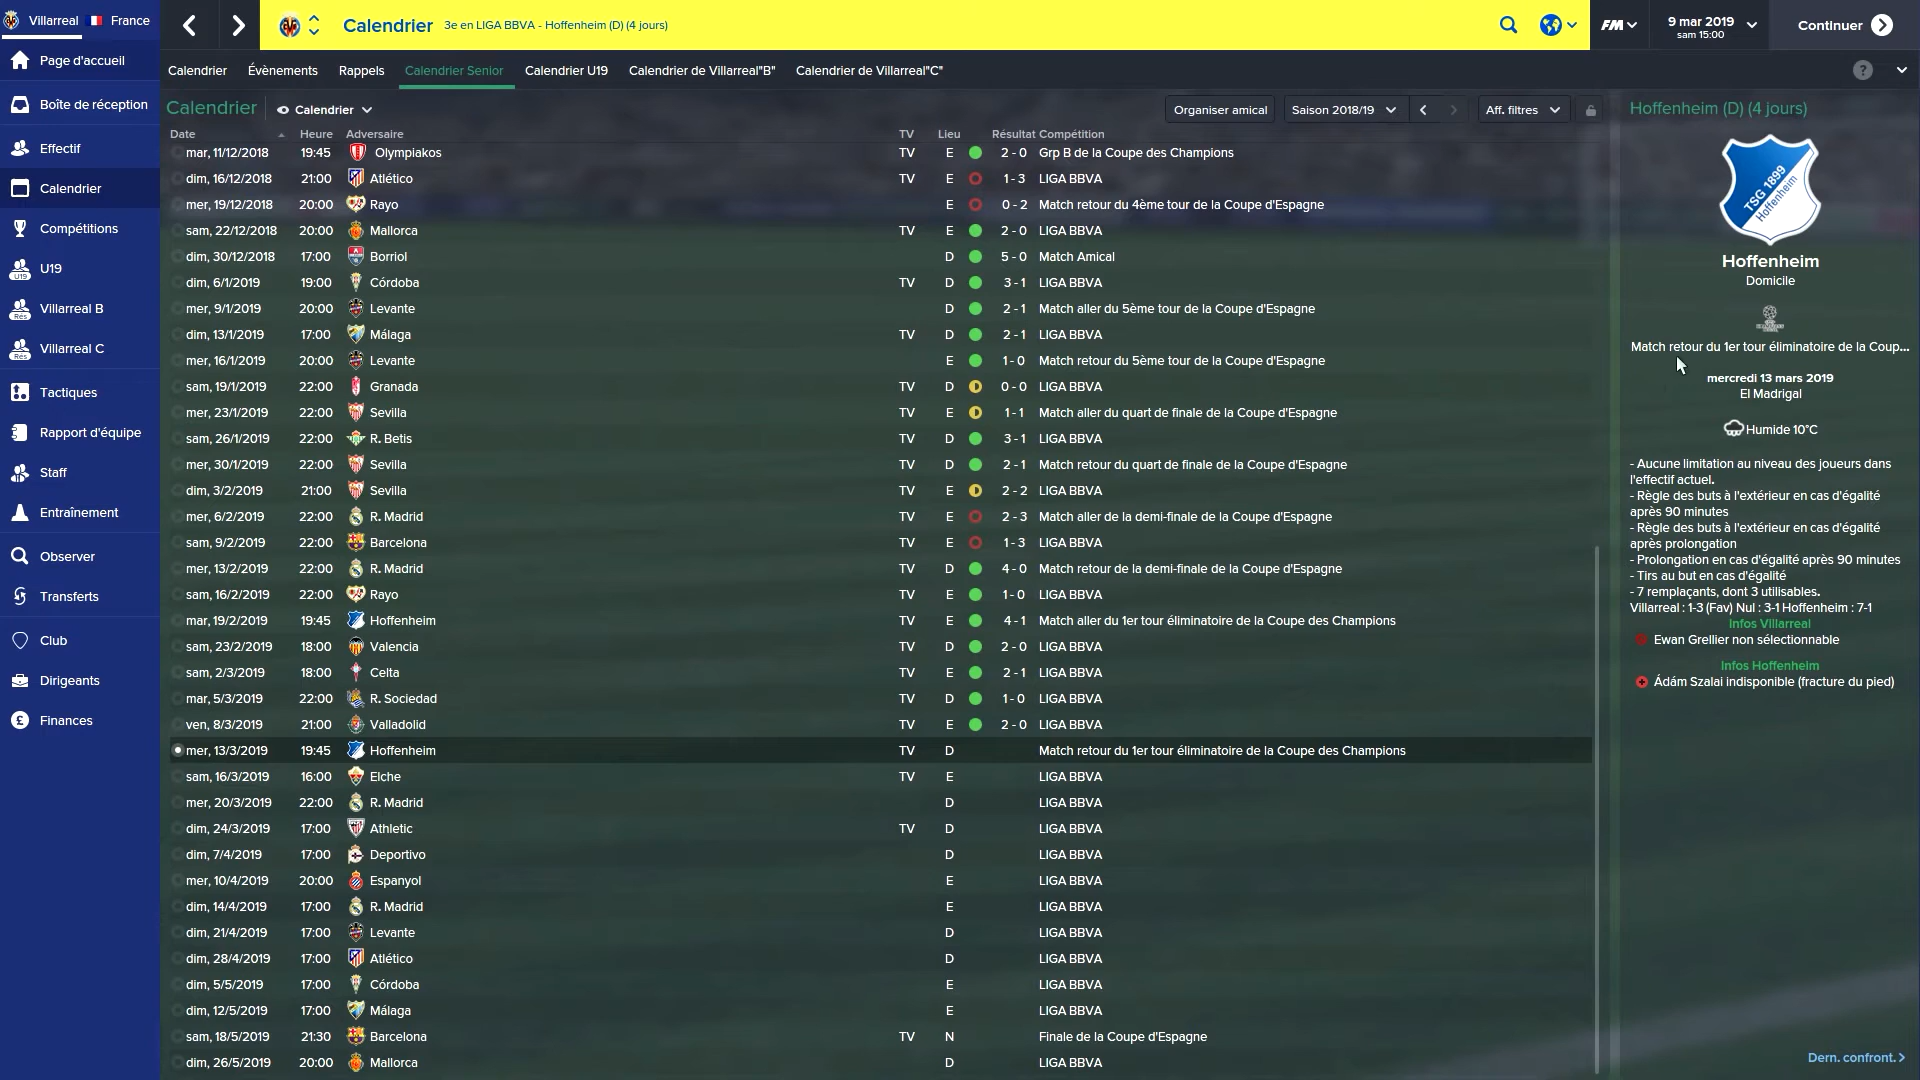 Villarreal France
Calendrier 3e en LIGA BBVA - Hoffenheim (D) (4 jours)
FM
9 mar 2019
sam 15:00
Continuer
Page d'accueil
Boîte de réception
Effectif
Calendrier
Compétitions
U19
Villarreal B
Villarreal C
Tactiques
Rapport d'équipe
Staff
Entraînement
Observer
Transferts
Club
Dirigeants
Finances
Calendrier Évènements Rappels Calendrier Senior Calendrier U19 Calendrier de Villarreal"B" Calendrier de Villarreal"C"
?
Calendrier Calendrier Organiser amical Saison 2018/19 Aff. filtres
Date Heure Adversaire TV Lieu Résultat Compétition
mar, 11/12/2018 19:45 Olympiakos TV E 2 - 0 Grp B de la Coupe des Champions
dim, 16/12/2018 21:00 Atlético TV E 1 - 3 LIGA BBVA
mer, 19/12/2018 20:00 Rayo E 0 - 2 Match retour du 4ème tour de la Coupe d'Espagne
sam, 22/12/2018 20:00 Mallorca TV E 2 - 0 LIGA BBVA
dim, 30/12/2018 17:00 Borriol D 5 - 0 Match Amical
dim, 6/1/2019 19:00 Córdoba TV D 3 - 1 LIGA BBVA
mer, 9/1/2019 20:00 Levante D 2 - 1 Match aller du 5ème tour de la Coupe d'Espagne
dim, 13/1/2019 17:00 Málaga TV D 2 - 1 LIGA BBVA
mer, 16/1/2019 20:00 Levante E 1 - 0 Match retour du 5ème tour de la Coupe d'Espagne
sam, 19/1/2019 22:00 Granada TV D 0 - 0 LIGA BBVA
mer, 23/1/2019 22:00 Sevilla TV E 1 - 1 Match aller du quart de finale de la Coupe d'Espagne
sam, 26/1/2019 22:00 R. Betis TV D 3 - 1 LIGA BBVA
mer, 30/1/2019 22:00 Sevilla TV D 2 - 1 Match retour du quart de finale de la Coupe d'Espagne
dim, 3/2/2019 21:00 Sevilla TV E 2 - 2 LIGA BBVA
mer, 6/2/2019 22:00 R. Madrid TV E 2 - 3 Match aller de la demi-finale de la Coupe d'Espagne
sam, 9/2/2019 22:00 Barcelona TV E 1 - 3 LIGA BBVA
mer, 13/2/2019 22:00 R. Madrid TV D 4 - 0 Match retour de la demi-finale de la Coupe d'Espagne
sam, 16/2/2019 22:00 Rayo TV E 1 - 0 LIGA BBVA
mar, 19/2/2019 19:45 Hoffenheim TV E 4 - 1 Match aller du 1er tour éliminatoire de la Coupe des Champions
sam, 23/2/2019 18:00 Valencia TV D 2 - 0 LIGA BBVA
sam, 2/3/2019 18:00 Celta TV E 2 - 1 LIGA BBVA
mar, 5/3/2019 22:00 R. Sociedad TV D 1 - 0 LIGA BBVA
ven, 8/3/2019 21:00 Valladolid TV E 2 - 0 LIGA BBVA
mer, 13/3/2019 19:45 Hoffenheim TV D Match retour du 1er tour éliminatoire de la Coupe des Champions
sam, 16/3/2019 16:00 Elche TV E LIGA BBVA
mer, 20/3/2019 22:00 R. Madrid D LIGA BBVA
dim, 24/3/2019 17:00 Athletic TV D LIGA BBVA
dim, 7/4/2019 17:00 Deportivo D LIGA BBVA
mer, 10/4/2019 20:00 Espanyol E LIGA BBVA
dim, 14/4/2019 17:00 R. Madrid E LIGA BBVA
dim, 21/4/2019 17:00 Levante D LIGA BBVA
dim, 28/4/2019 17:00 Atlético D LIGA BBVA
dim, 5/5/2019 17:00 Córdoba E LIGA BBVA
dim, 12/5/2019 17:00 Málaga E LIGA BBVA
sam, 18/5/2019 21:30 Barcelona TV N Finale de la Coupe d'Espagne
dim, 26/5/2019 20:00 Mallorca D LIGA BBVA
Hoffenheim (D) (4 jours)
TSG 1899
Hoffenheim
Hoffenheim
Domicile
Match retour du 1er tour éliminatoire de la Coup...
mercredi 13 mars 2019
El Madrigal
Humide 10°C
- Aucune limitation au niveau des joueurs dans
l'effectif actuel.
- Règle des buts à l'extérieur en cas d'égalité
après 90 minutes
- Règle des buts à l'extérieur en cas d'égalité
après prolongation
- Prolongation en cas d'égalité après 90 minutes
- Tirs au but en cas d'égalité
- 7 remplaçants, dont 3 utilisables.
Villarreal : 1-3 (Fav) Nul : 3-1 Hoffenheim : 7-1
Infos Villarreal
Ewan Grellier non sélectionnable
Infos Hoffenheim
Ádám Szalai indisponible (fracture du pied)
Dern. confront. >